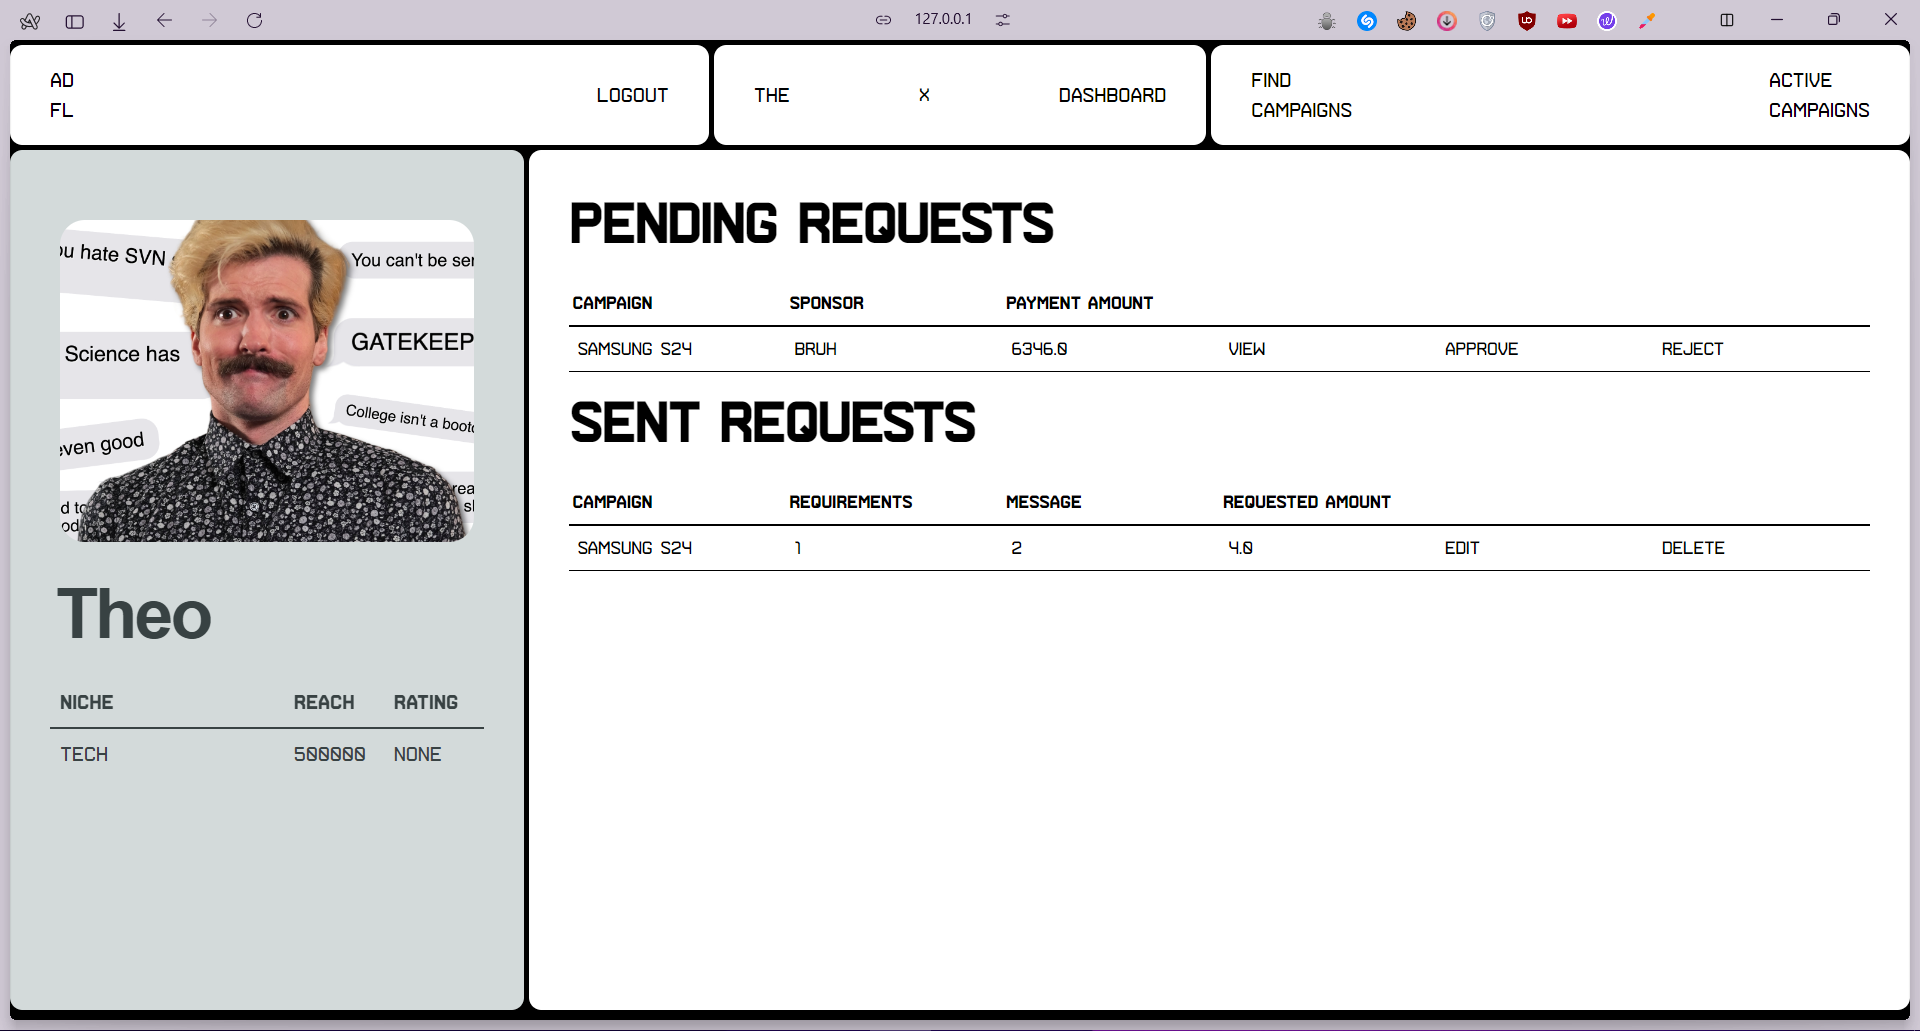 127.0.0.1
AD
FL
LOGOUT
THE X DASHBOARD
FIND
CAMPAIGNS
ACTIVE
CAMPAIGNS
ou hate SVN
You can't be ser
Science has
GATEKEEP
College isn't a bootc
even good
rea
sl
d to
od
Theo
NICHE REACH RATING
TECH 500000 NONE
PENDING REQUESTS
CAMPAIGN SPONSOR PAYMENT AMOUNT
SAMSUNG S24 BRUH 6346.0 VIEW APPROVE REJECT
SENT REQUESTS
CAMPAIGN REQUIREMENTS MESSAGE REQUESTED AMOUNT
SAMSUNG S24 1 2 4.0 EDIT DELETE